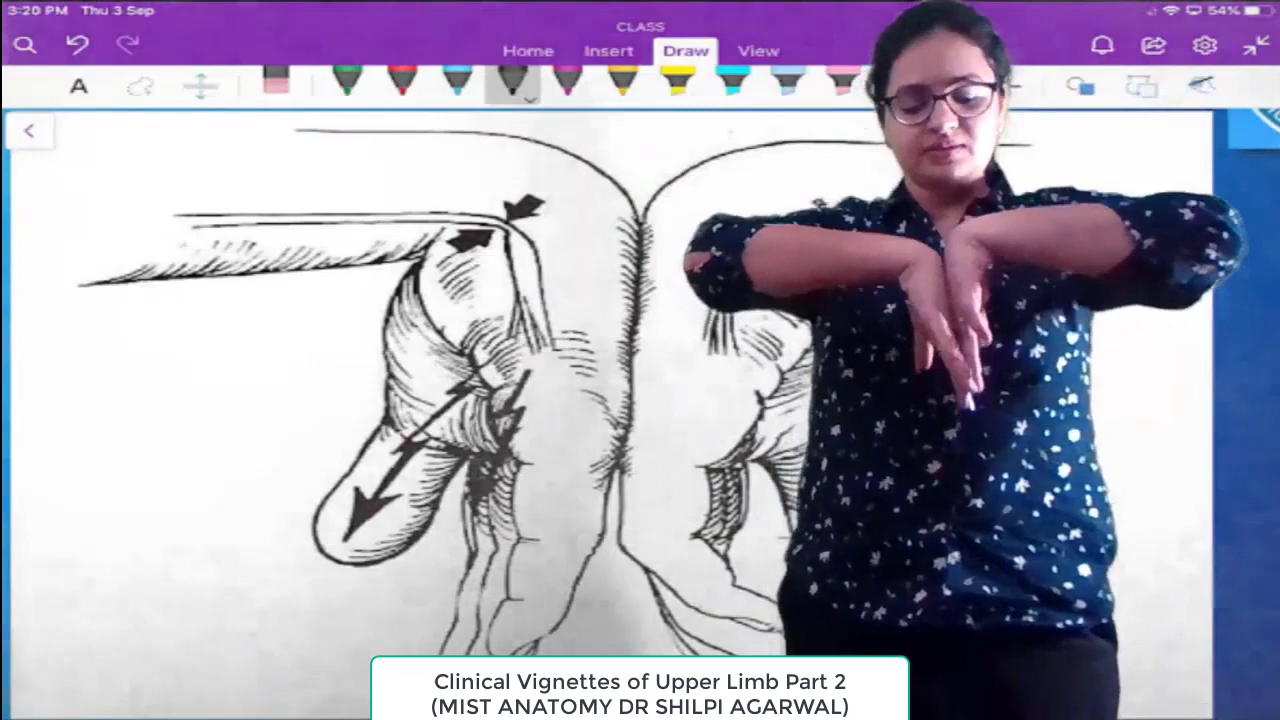 3:20 PM Thu 3 Sep
54%
CLASS
Home Insert Draw View
A
Clinical Vignettes of Upper Limb Part 2
(MIST ANATOMY DR SHILPI AGARWAL)